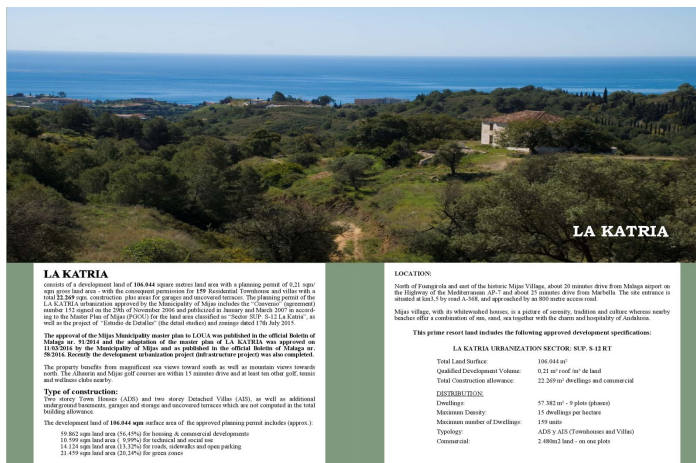 LA KATRIA
LA KATRIA
consists of a development land of 106.044 square metres land area with a planning permit of 0,21 sqm/
sqm gross land area - with the consequent permission for 159 Residential Townhouse and villas with a
total 22.269 sqm. construction plus areas for garages and uncovered terraces. The planning permit of the
LA KATRIA urbanization approved by the Municipality of Mijas includes the "Convenio" (agreement)
number 152 signed on the 29th of November 2006 and publicized in January and March 2007 in accord-
ing to the Master Plan of Mijas (PGOU) for the land area classified as "Sector SUP. S-12 La Katria", as
well as the project of "Estudio de Detalle" (the detail studies) and zonings dated 17th July 2015.
The approval of the Mijas Municipality master plan to LOUA was published in the official Boletin of
Malaga nr. 91/2014 and the adaptation of the master plan of LA KATRIA was approved on
11/03/2016 by the Municipality of Mijas and as published in the official Boletin of Malaga nr.
58/2016. Recently the development urbanization project (infrastructure project) was also completed.
The property benefits from magnificent sea views toward south as well as mountain views towards
north. The Alhaurin and Mijas golf courses are within 15 minutes drive and at least ten other golf, tennis
and wellness clubs nearby.
Type of construction:
Two storey Town Houses (ADS) and two storey Detached Villas (AIS), as well as additional
underground basements, garages and storage and uncovered terraces which are not computed in the total
building allowance.
The development land of 106.044 sqm surface area of the approved planning permit includes (approx.):
59.862 sqm land area (56,45%) for housing & commercial developments
10.599 sqm land area ( 9,99%) for technical and social use
14.124 sqm land area (13,32%) for roads, sidewalks and open parking
21.459 sqm land area (20,24%) for green zones
LOCATION:
North of Fuengirola and east of the historic Mijas Village, about 20 minutes drive from Malaga airport on
the Highway of the Mediterranean AP-7 and about 25 minutes drive from Marbella. The site entrance is
situated at km3,5 by road A-368, and approached by an 800 metre access road.
Mijas village, with its whitewashed houses, is a picture of serenity, tradition and culture whereas nearby
beaches offer a combination of sun, sand, sea together with the charm and hospitality of Andalusia.
This prime resort land includes the following approved development specifications:
LA KATRIA URBANIZATION SECTOR: SUP. S-12 RT
Total Land Surface: 106.044 m²
Qualified Development Volume: 0,21 m² roof /m² de land
Total Construction allowance: 22.269 m² dwellings and commercial
DISTRIBUTION:
Dwellings: 57.382 m² - 9 plots (phases)
Maximum Density: 15 dwellings per hectare
Maximum number of Dwellings: 159 units
Typology: ADS y AIS (Townhouses and Villas)
Commercial: 2.480m2 land - on one plots